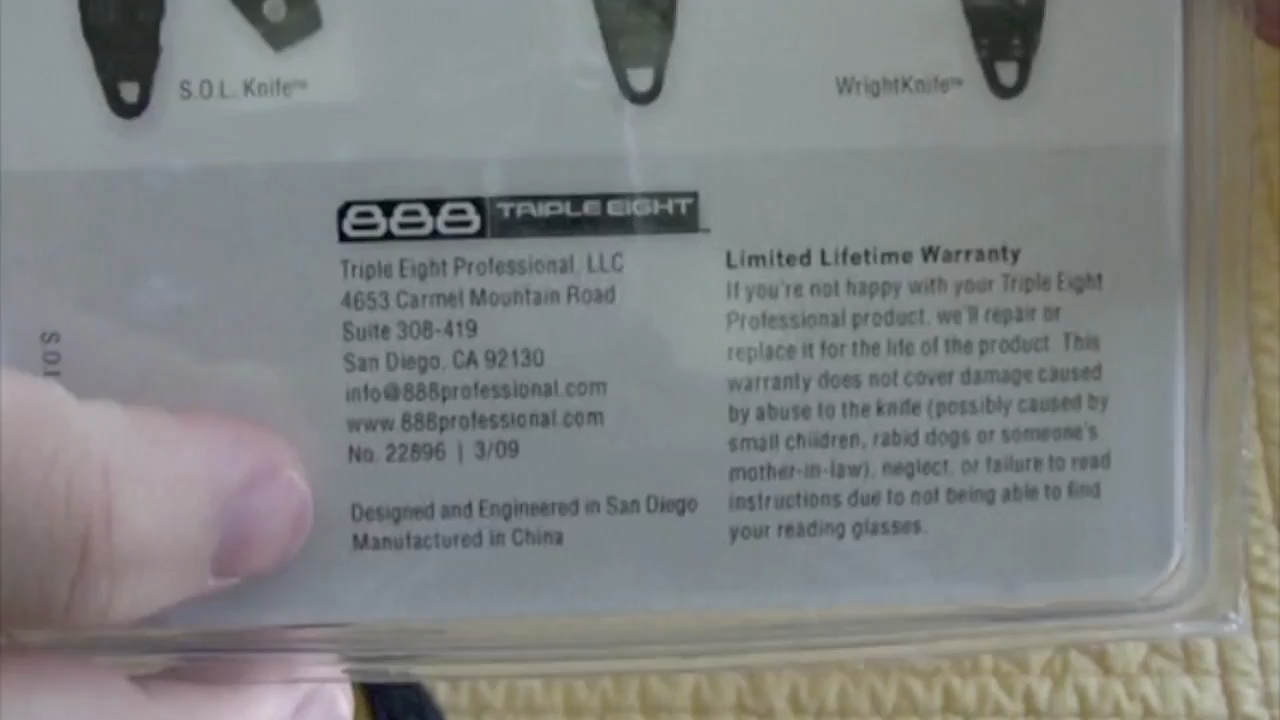 S.O.L. Knife™
WrightKnife™
888 TRIPLE EIGHT
Triple Eight Professional, LLC
4653 Carmel Mountain Road
Suite 308-419
San Diego, CA 92130
info@888professional.com
www.888professional.com
No. 22896 | 3/09
Designed and Engineered in San Diego
Manufactured in China
Limited Lifetime Warranty
If you're not happy with your Triple Eight
Professional product, we'll repair or
replace it for the life of the product. This
warranty does not cover damage caused
by abuse to the knife (possibly caused by
small children, rabid dogs or someone's
mother-in-law), neglect, or failure to read
instructions due to not being able to find
your reading glasses.